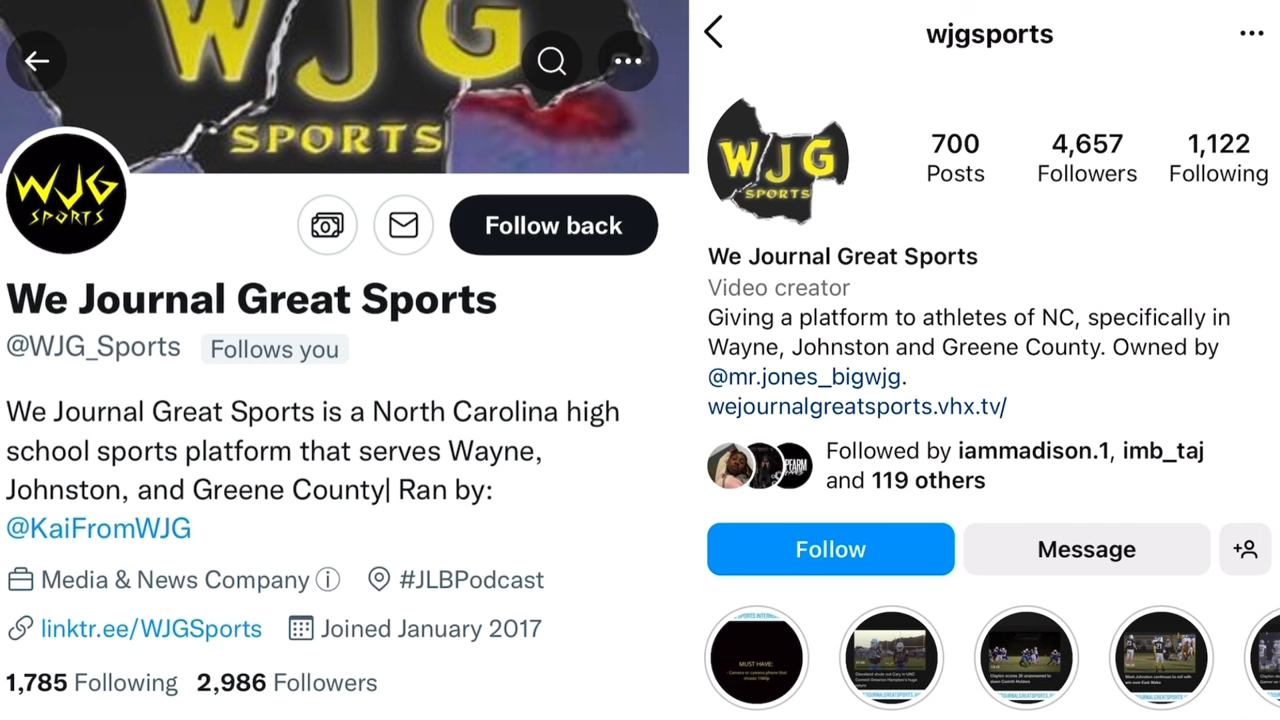 WJG
SPORTS
WJG
SPORTS
Follow back
We Journal Great Sports
@WJG_Sports Follows you
We Journal Great Sports is a North Carolina high
school sports platform that serves Wayne,
Johnston, and Greene County| Ran by:
@KaiFromWJG
Media & News Company #JLBPodcast
linktr.ee/WJGSports Joined January 2017
1,785 Following 2,986 Followers
wjgsports
WJG
SPORTS
700 4,657 1,122
Posts Followers Following
We Journal Great Sports
Video creator
Giving a platform to athletes of NC, specifically in
Wayne, Johnston and Greene County. Owned by
@mr.jones_bigwjg.
wejournalgreatsports.vhx.tv/
Followed by iammadison.1, imb_taj
and 119 others
Follow Message
MUST HAVE: